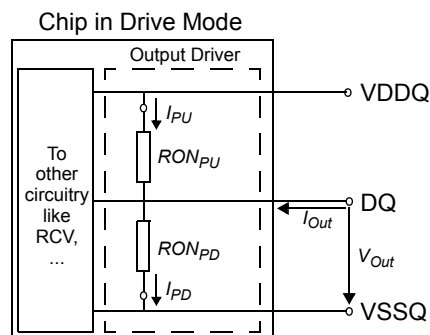 Chip in Drive Mode
Output Driver
VDDQ
I_PU
To
other
circuitry
like
RCV,
...
RON_PU
DQ
I_Out
RON_PD
V_Out
I_PD
VSSQ